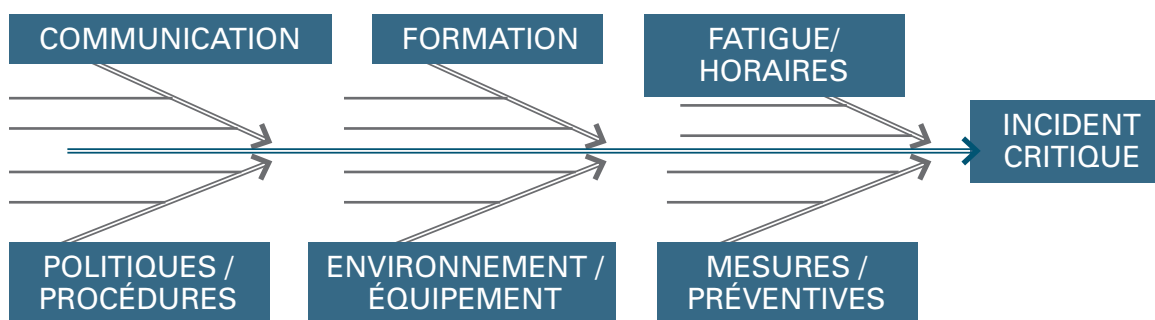 COMMUNICATION
FORMATION
FATIGUE/
HORAIRES
INCIDENT
CRITIQUE
POLITIQUES /
PROCÉDURES
ENVIRONNEMENT /
ÉQUIPEMENT
MESURES /
PRÉVENTIVES